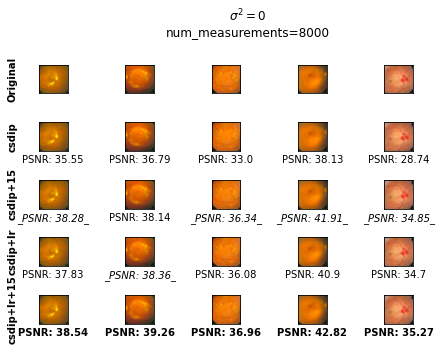 σ² = 0
num_measurements=8000
Original
csdip
PSNR: 35.55 PSNR: 36.79 PSNR: 33.0 PSNR: 38.13 PSNR: 28.74
csdip+15
_PSNR: 38.28_ PSNR: 38.14 _PSNR: 36.34_ _PSNR: 41.91_ _PSNR: 34.85_
csdip+lr
PSNR: 37.83 _PSNR: 38.36_ PSNR: 36.08 PSNR: 40.9 PSNR: 34.7
csdip+lr+15
PSNR: 38.54 PSNR: 39.26 PSNR: 36.96 PSNR: 42.82 PSNR: 35.27